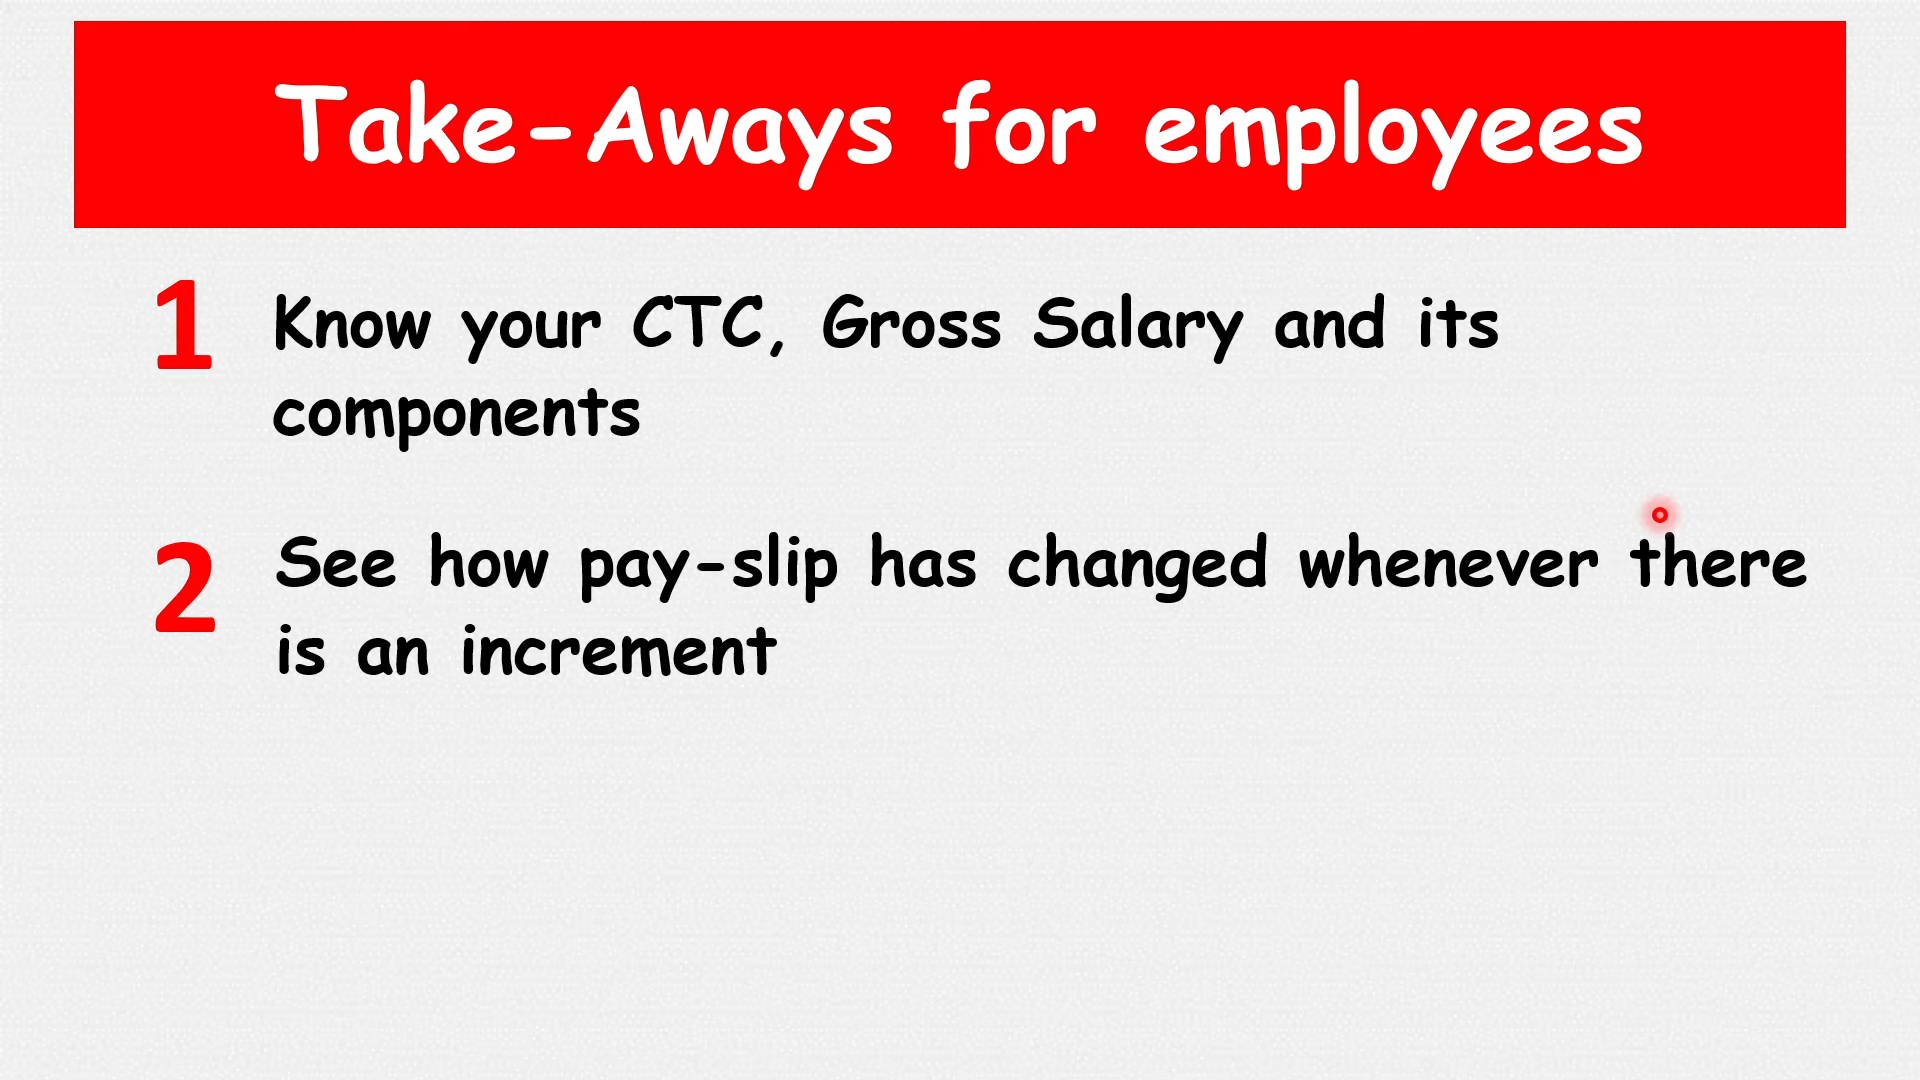 Take-Aways for employees
1 Know your CTC, Gross Salary and its
components
2 See how pay-slip has changed whenever there
is an increment